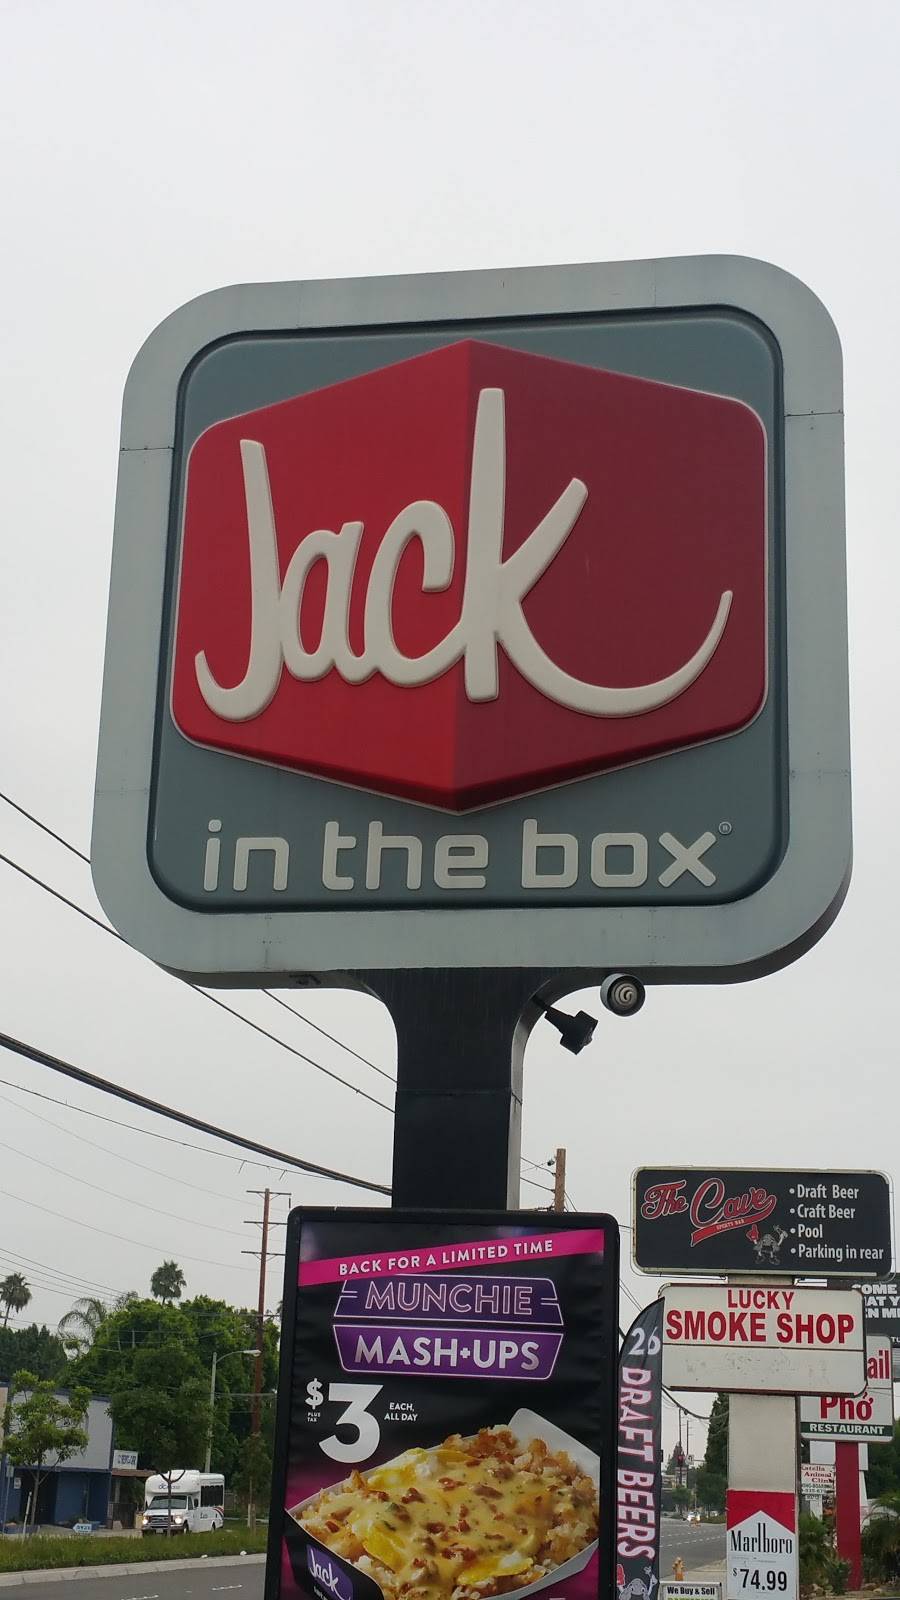 Jack
in the box®
BACK FOR A LIMITED TIME
MUNCHIE
MASH+UPS
$3
PLUS
TAX
EACH,
ALL DAY
Jack
The Cave
SPORTS BAR
•Draft Beer
•Craft Beer
•Pool
•Parking in rear
LUCKY
SMOKE SHOP
26 DRAFT BEERS
Phở
RESTAURANT
Marlboro
$74.99
We Buy & Sell